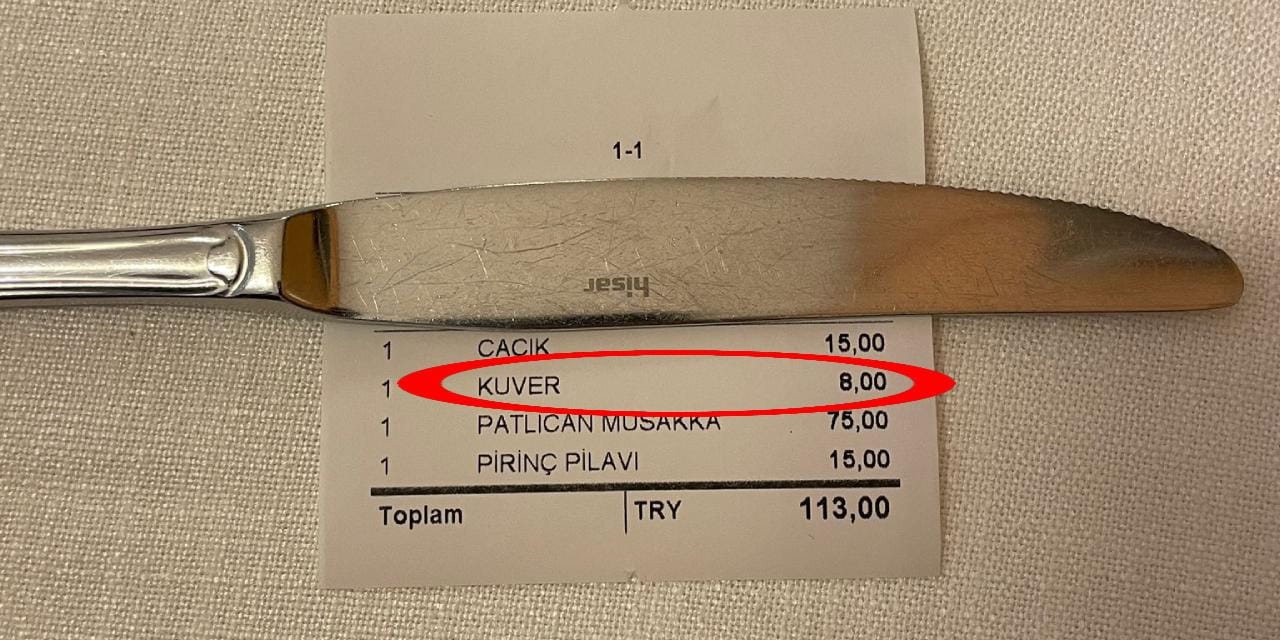 1-1
hisar
1 CACIK 15,00
1 KUVER 8,00
1 PATLICAN MUSAKKA 75,00
1 PİRİNÇ PİLAVI 15,00
Toplam TRY 113,00